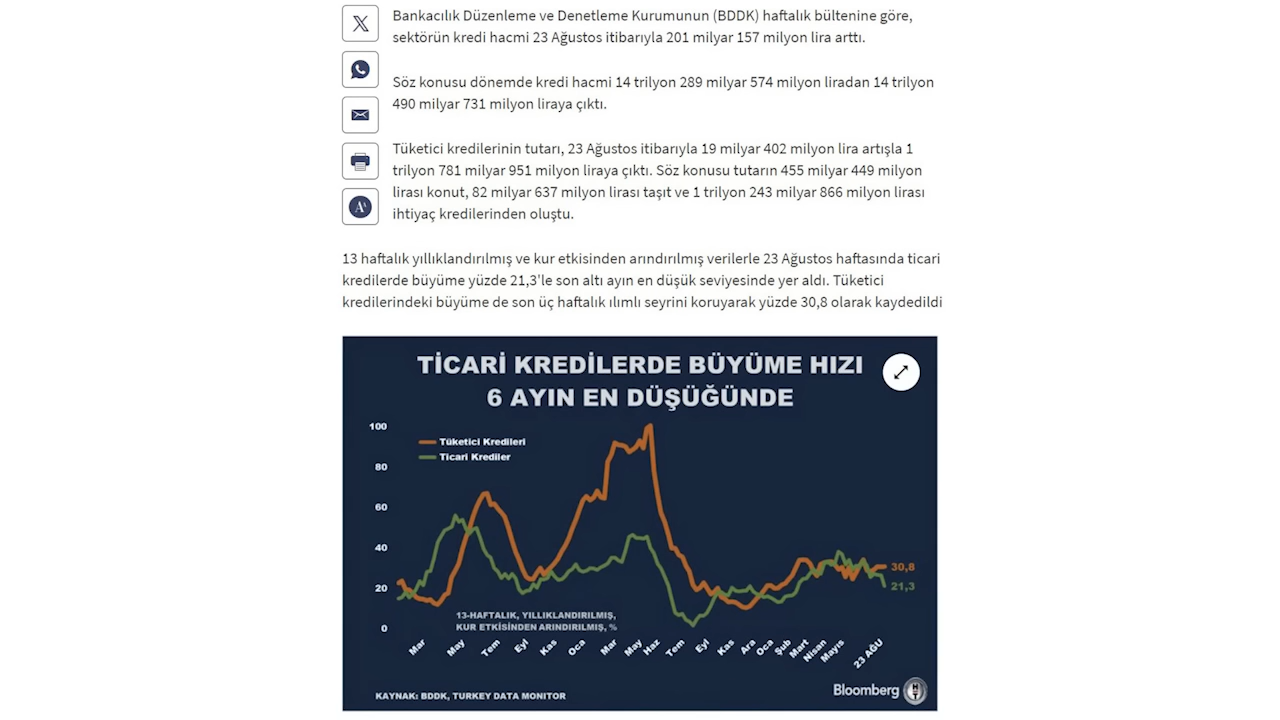 Bankacılık Düzenleme ve Denetleme Kurumunun (BDDK) haftalık bültenine göre,
sektörün kredi hacmi 23 Ağustos itibarıyla 201 milyar 157 milyon lira arttı.
Söz konusu dönemde kredi hacmi 14 trilyon 289 milyar 574 milyon liradan 14 trilyon
490 milyar 731 milyon liraya çıktı.
Tüketici kredilerinin tutarı, 23 Ağustos itibarıyla 19 milyar 402 milyon lira artışla 1
trilyon 781 milyar 951 milyon liraya çıktı. Söz konusu tutarın 455 milyar 449 milyon
lirası konut, 82 milyar 637 milyon lirası taşıt ve 1 trilyon 243 milyar 866 milyon lirası
ihtiyaç kredilerinden oluştu.
13 haftalık yıllıklandırılmış ve kur etkisinden arındırılmış verilerle 23 Ağustos haftasında ticari
kredilerde büyüme yüzde 21,3'le son altı ayın en düşük seviyesinde yer aldı. Tüketici
kredilerindeki büyüme de son üç haftalık ılımlı seyrini koruyarak yüzde 30,8 olarak kaydedildi
TİCARİ KREDİLERDE BÜYÜME HIZI
6 AYIN EN DÜŞÜĞÜNDE
100
80
60
40
20
0
Tüketici Kredileri
Ticari Krediler
30,8
21,3
13-HAFTALIK, YILLIKLANDIRILMIŞ,
KUR ETKİSİNDEN ARINDIRILMIŞ, %
Mar May Tem Eyl Kas Oca Mar May Haz Tem Eyl Kas Ara Oca Şub Mart Nisan Mayıs 23 AĞU
KAYNAK: BDDK, TURKEY DATA MONITOR
Bloomberg HT